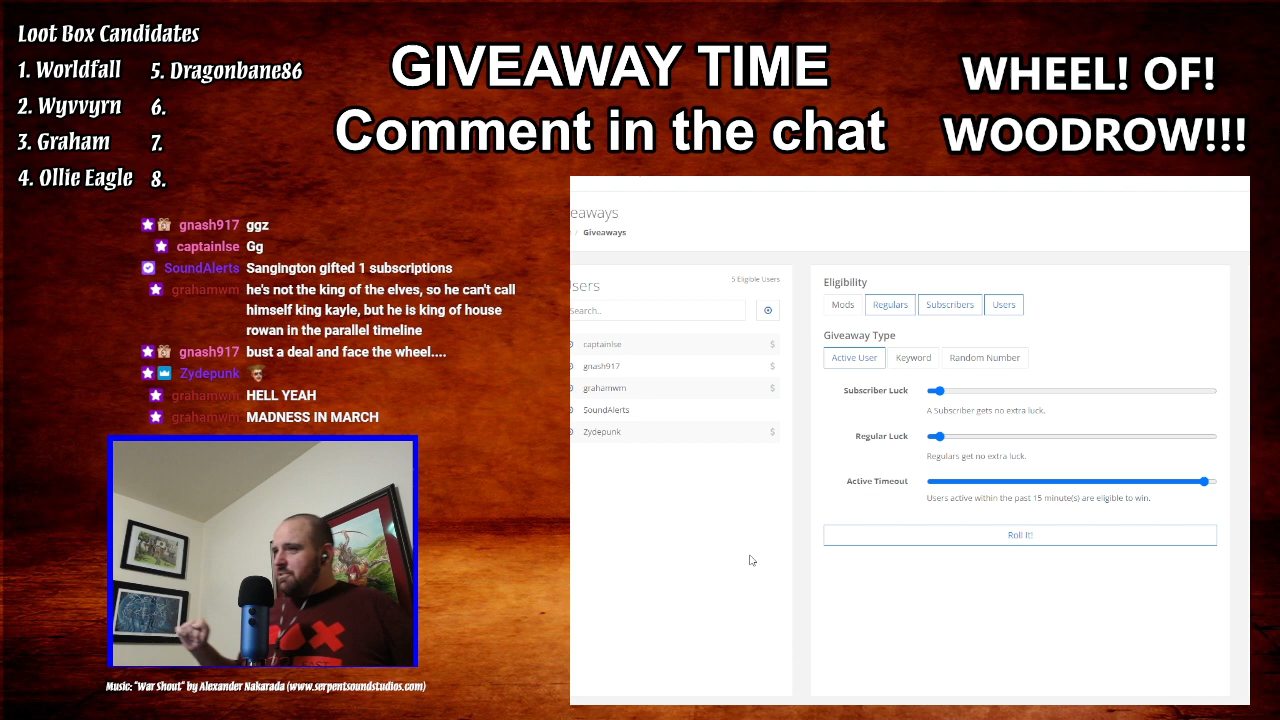 Loot Box Candidates
1. Worldfall
2. Wyvvyrn
3. Graham
4. Ollie Eagle
5. Dragonbane86
6.
7.
8.
GIVEAWAY TIME
Comment in the chat
WHEEL! OF!
WOODROW!!!
gnash917 ggz
captainlse Gg
SoundAlerts Sangington gifted 1 subscriptions
grahamwm he's not the king of the elves, so he can't call
himself king kayle, but he is king of house
rowan in the parallel timeline
gnash917 bust a deal and face the wheel....
Zydepunk
grahamwm HELL YEAH
grahamwm MADNESS IN MARCH
EAST
Music: "War Shout" by Alexander Nakarada (www.serpentsoundstudios.com)
eaways
/ Giveaways
sers
5 Eligible Users
Search..
captainlse $
gnash917 $
grahamwm $
SoundAlerts
Zydepunk $
Eligibility
Mods Regulars Subscribers Users
Giveaway Type
Active User Keyword Random Number
Subscriber Luck
A Subscriber gets no extra luck.
Regular Luck
Regulars get no extra luck.
Active Timeout
Users active within the past 15 minute(s) are eligible to win.
Roll It!